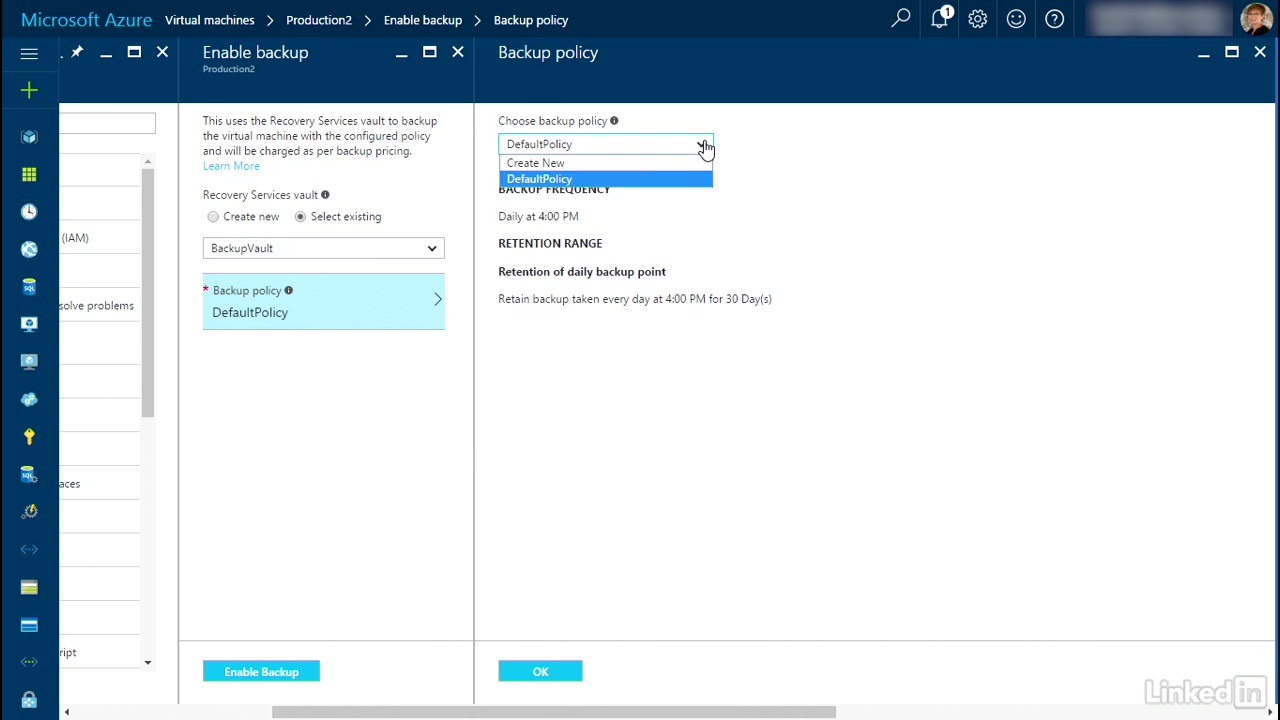 Microsoft Azure Virtual machines > Production2 > Enable backup > Backup policy
1
Enable backup
Production2
This uses the Recovery Services vault to backup
the virtual machine with the configured policy
and will be charged as per backup pricing.
Learn More
Recovery Services vault
Create new Select existing
BackupVault
* Backup policy
DefaultPolicy
Enable Backup
(IAM)
solve problems
aces
ript
SQL
SQL
Backup policy
Choose backup policy
DefaultPolicy
Create New
DefaultPolicy
BACKUP FREQUENCY
Daily at 4:00 PM
RETENTION RANGE
Retention of daily backup point
Retain backup taken every day at 4:00 PM for 30 Day(s)
OK
LinkedIn